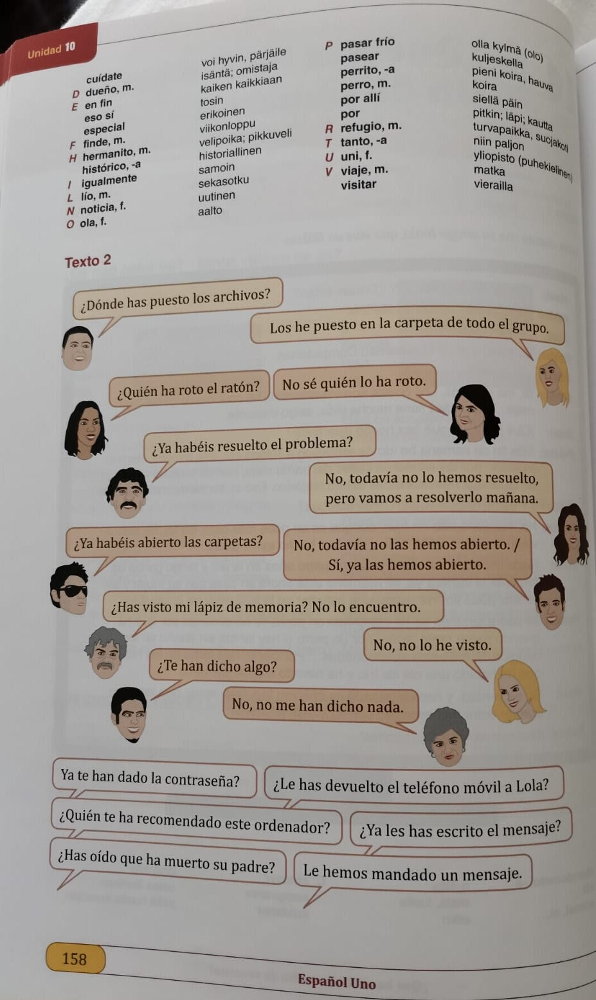 Unidad 10
cuídate voi hyvin, pärjäile
D dueño, m. isäntä; omistaja
E en fin kaiken kaikkiaan
eso sí tosin
especial erikoinen
F finde, m. viikonloppu
H hermanito, m. velipoika; pikkuveli
histórico, -a historiallinen
I igualmente samoin
L lío, m. sekasotku
N noticia, f. uutinen
O ola, f. aalto
P pasar frío olla kylmä (olo)
pasear kuljeskella
perrito, -a pieni koira, hauva
perro, m. koira
por allí siellä päin
por pitkin; läpi; kautta
R refugio, m. turvapaikka, suojakoti
T tanto, -a niin paljon
U uni, f. yliopisto (puhekielinen)
V viaje, m. matka
visitar vierailla
Texto 2
¿Dónde has puesto los archivos?
Los he puesto en la carpeta de todo el grupo.
¿Quién ha roto el ratón?
No sé quién lo ha roto.
¿Ya habéis resuelto el problema?
No, todavía no lo hemos resuelto,
pero vamos a resolverlo mañana.
¿Ya habéis abierto las carpetas?
No, todavía no las hemos abierto. /
Sí, ya las hemos abierto.
¿Has visto mi lápiz de memoria? No lo encuentro.
No, no lo he visto.
¿Te han dicho algo?
No, no me han dicho nada.
Ya te han dado la contraseña?
¿Le has devuelto el teléfono móvil a Lola?
¿Quién te ha recomendado este ordenador?
¿Ya les has escrito el mensaje?
¿Has oído que ha muerto su padre?
Le hemos mandado un mensaje.
158
Español Uno